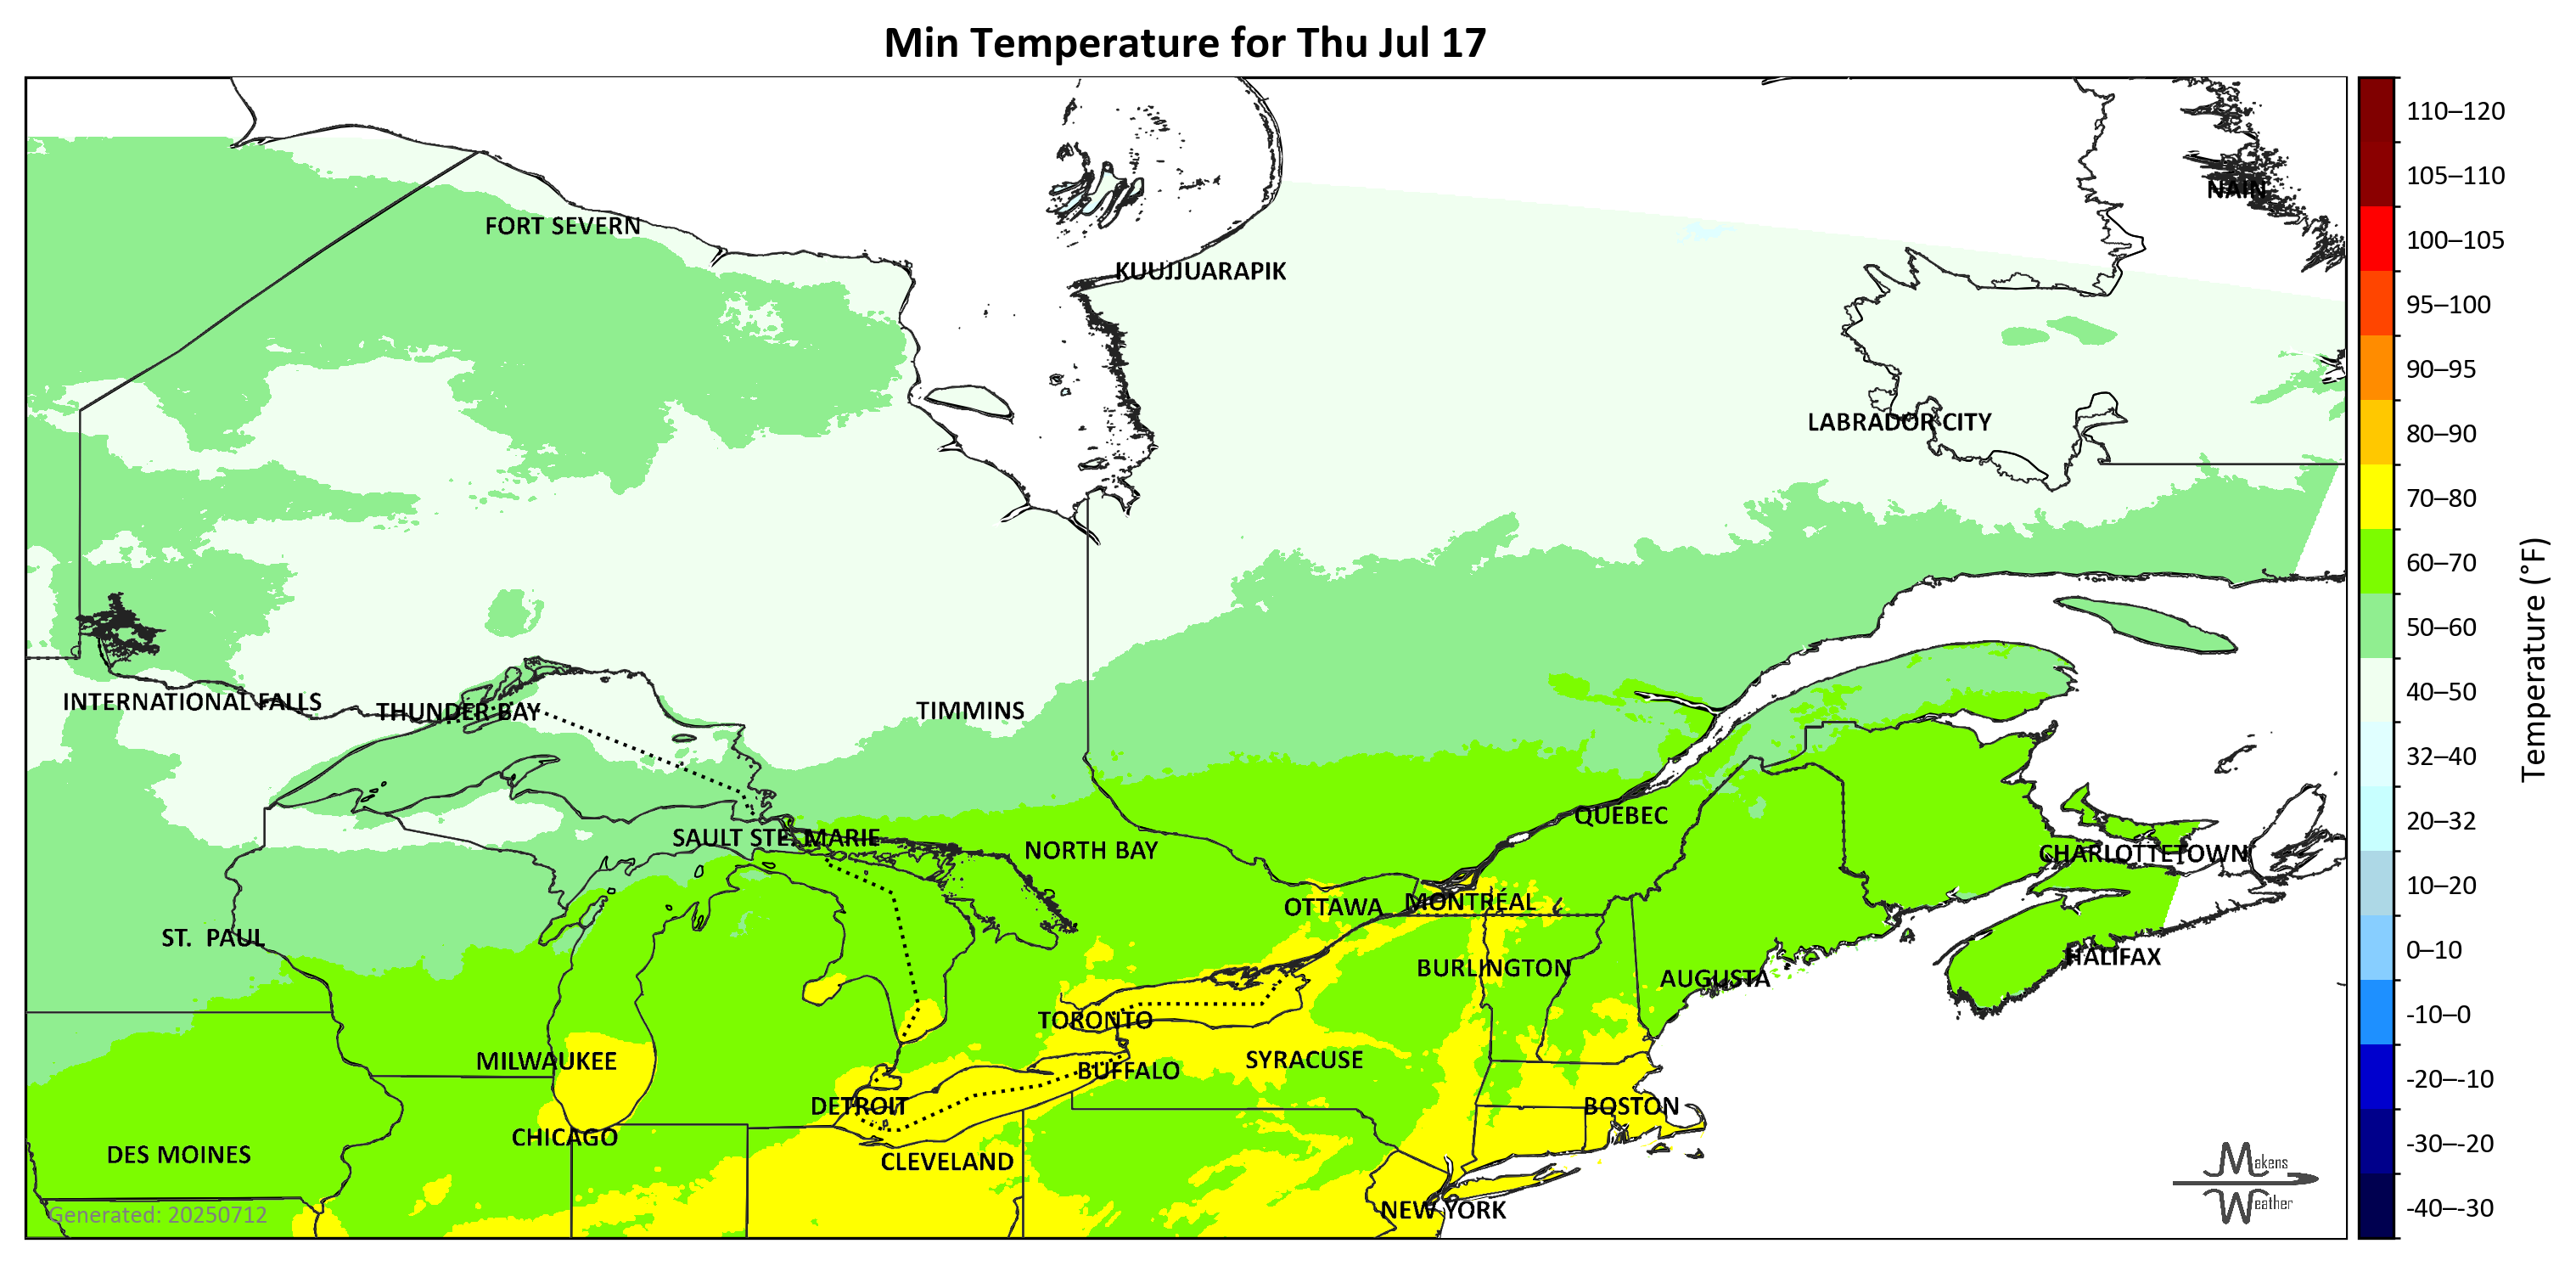 Min Temperature for Thu Jul 17
NAIN
FORT SEVERN
KUUJJUARAPIK
LABRADOR CITY
INTERNATIONAL FALLS
THUNDER BAY
TIMMINS
QUÉBEC
SAULT STE. MARIE
NORTH BAY
CHARLOTTETOWN
MONTRÉAL
OTTAWA
ST. PAUL
HALIFAX
BURLINGTON
AUGUSTA
TORONTO
MILWAUKEE
SYRACUSE
BUFFALO
DETROIT
BOSTON
CHICAGO
DES MOINES
CLEVELAND
NEW YORK
Generated: 20250712
Makens
Weather
110–120
105–110
100–105
95–100
90–95
80–90
70–80
60–70
50–60
40–50
32–40
20–32
10–20
0–10
-10–0
-20–-10
-30–-20
-40–-30
Temperature (°F)